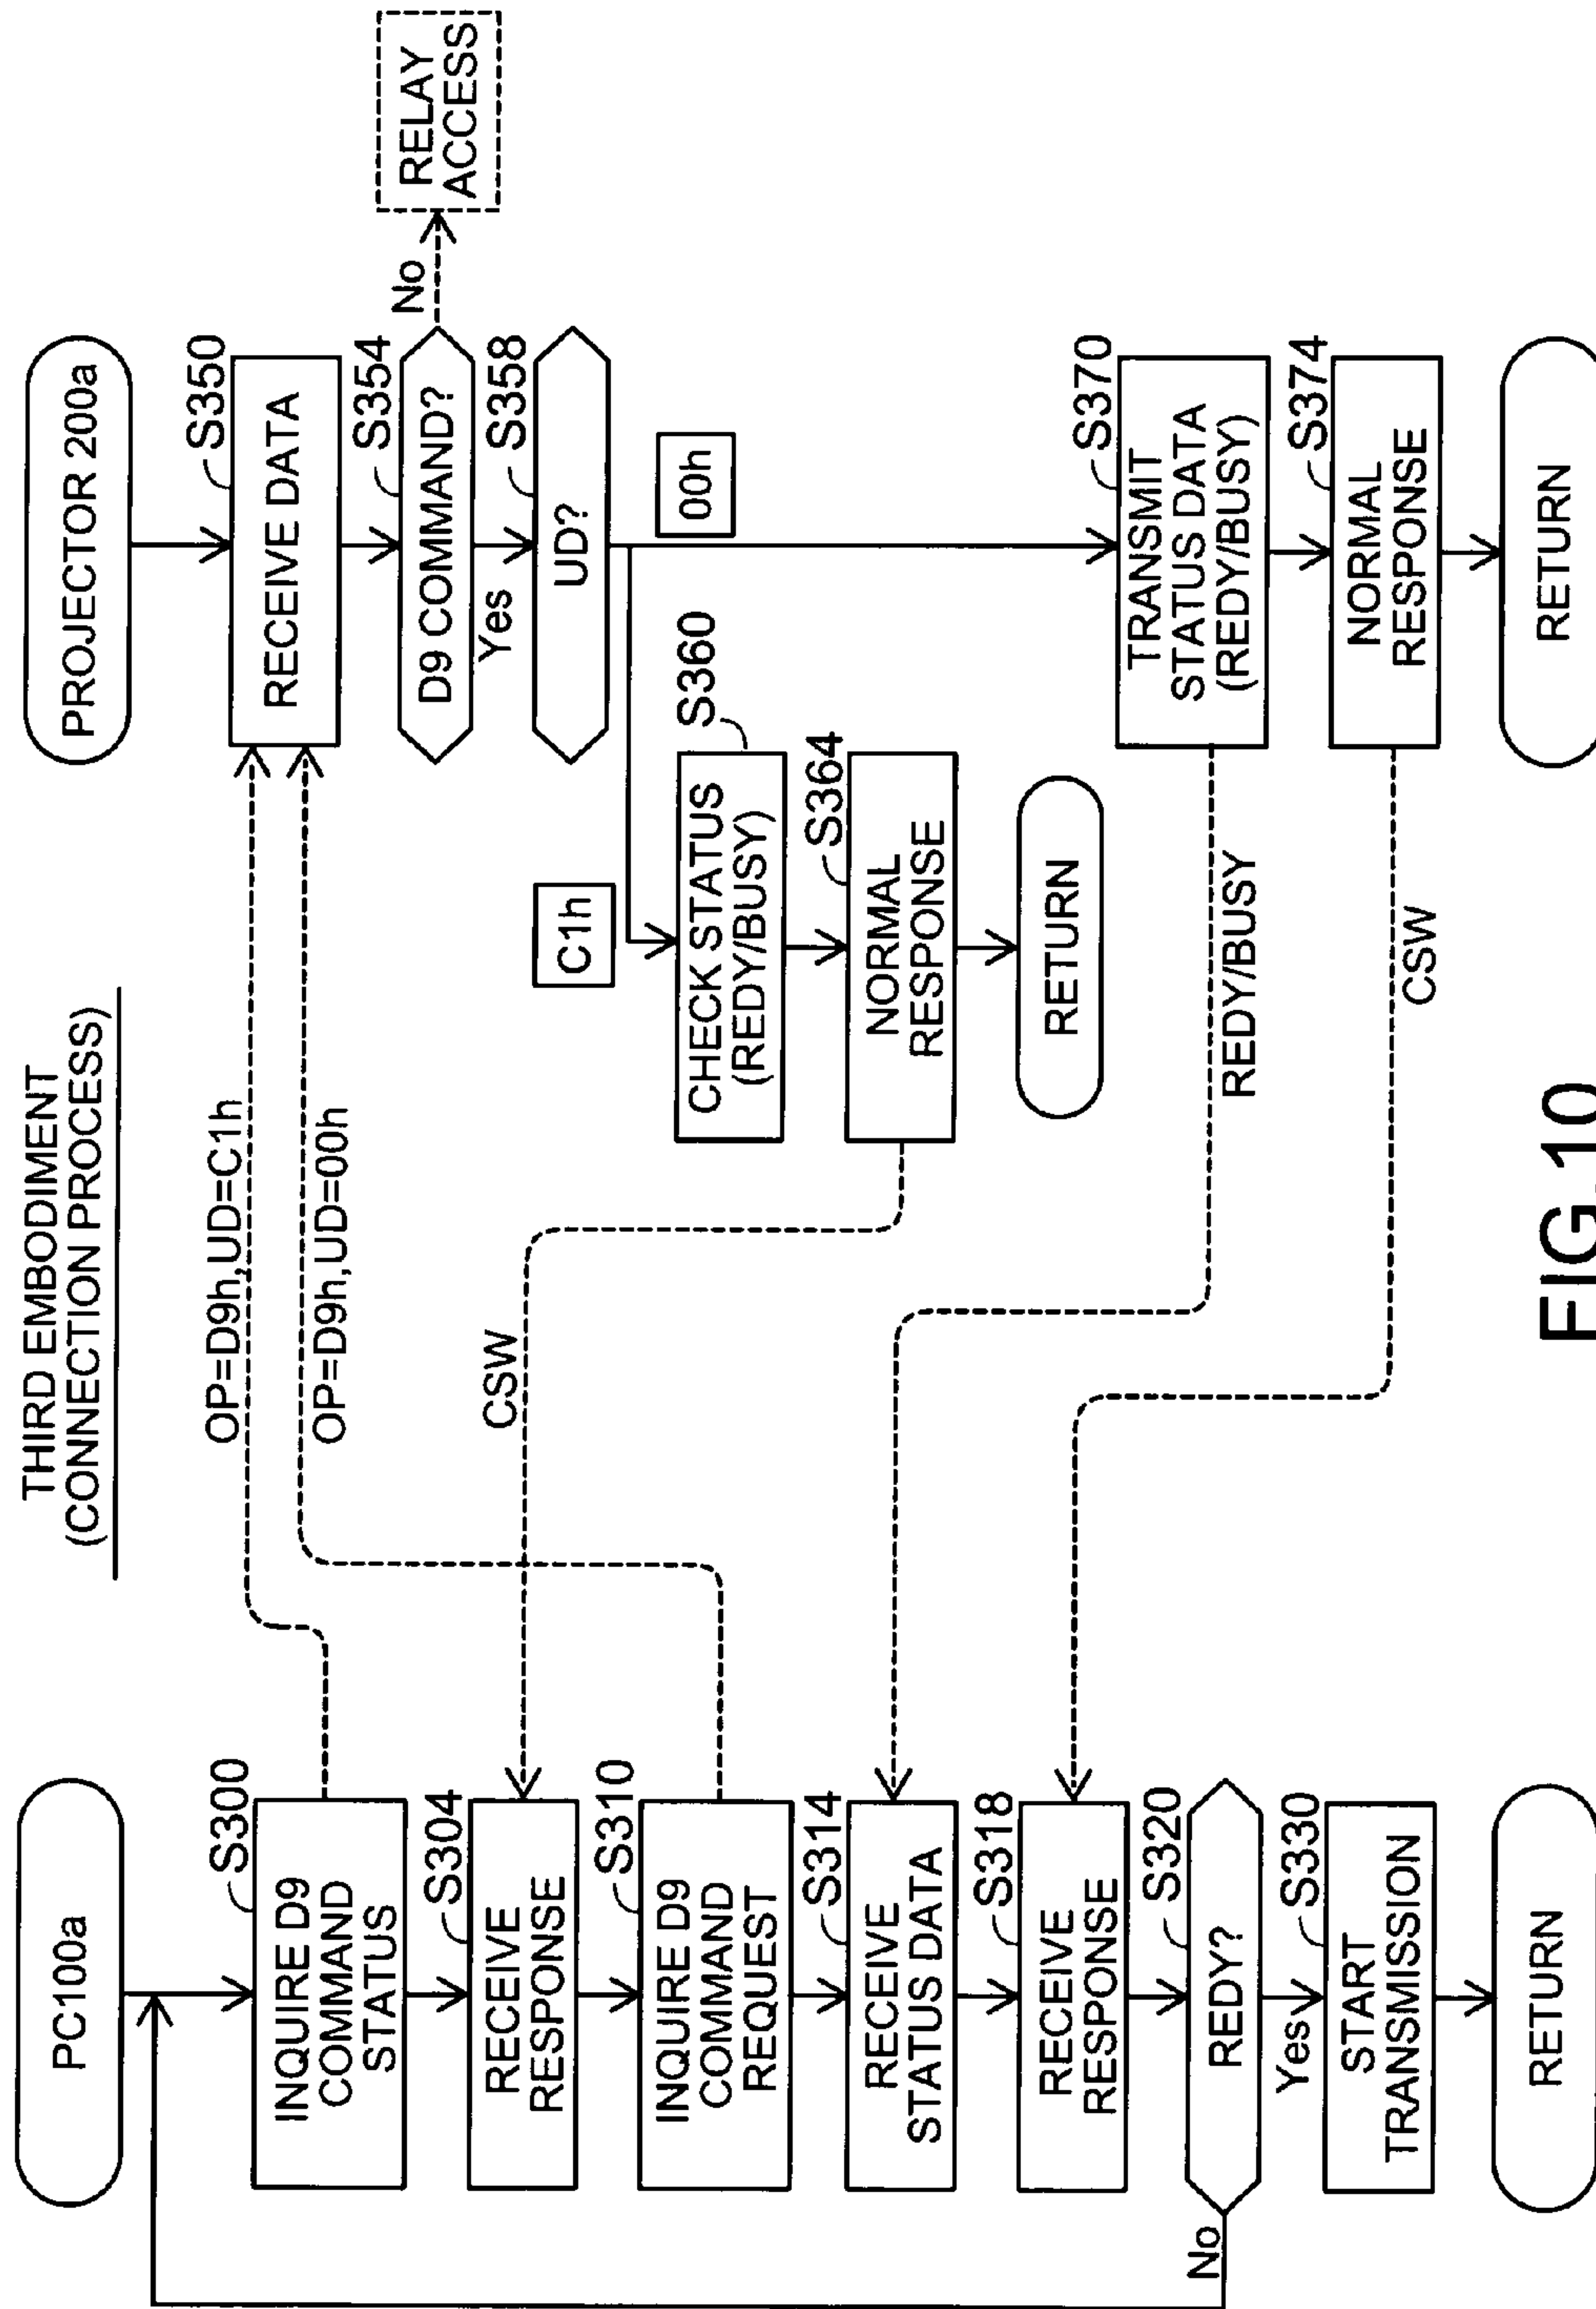 THIRD EMBODIMENT
(CONNECTION PROCESS)
PC100a
S300
INQUIRE D9
COMMAND
STATUS
S304
RECEIVE
RESPONSE
S310
INQUIRE D9
COMMAND
REQUEST
S314
RECEIVE
STATUS DATA
S318
RECEIVE
RESPONSE
S320
REDY?
No
Yes
S330
START
TRANSMISSION
RETURN
OP=D9h,UD=C1h
OP=D9h,UD=00h
CSW
REDY/BUSY
CSW
PROJECTOR 200a
S350
RECEIVE DATA
S354
D9 COMMAND?
No
RELAY
ACCESS
Yes
S358
UD?
C1h
00h
S360
CHECK STATUS
(REDY/BUSY)
S364
NORMAL
RESPONSE
RETURN
S370
TRANSMIT
STATUS DATA
(REDY/BUSY)
S374
NORMAL
RESPONSE
RETURN
FIG.10